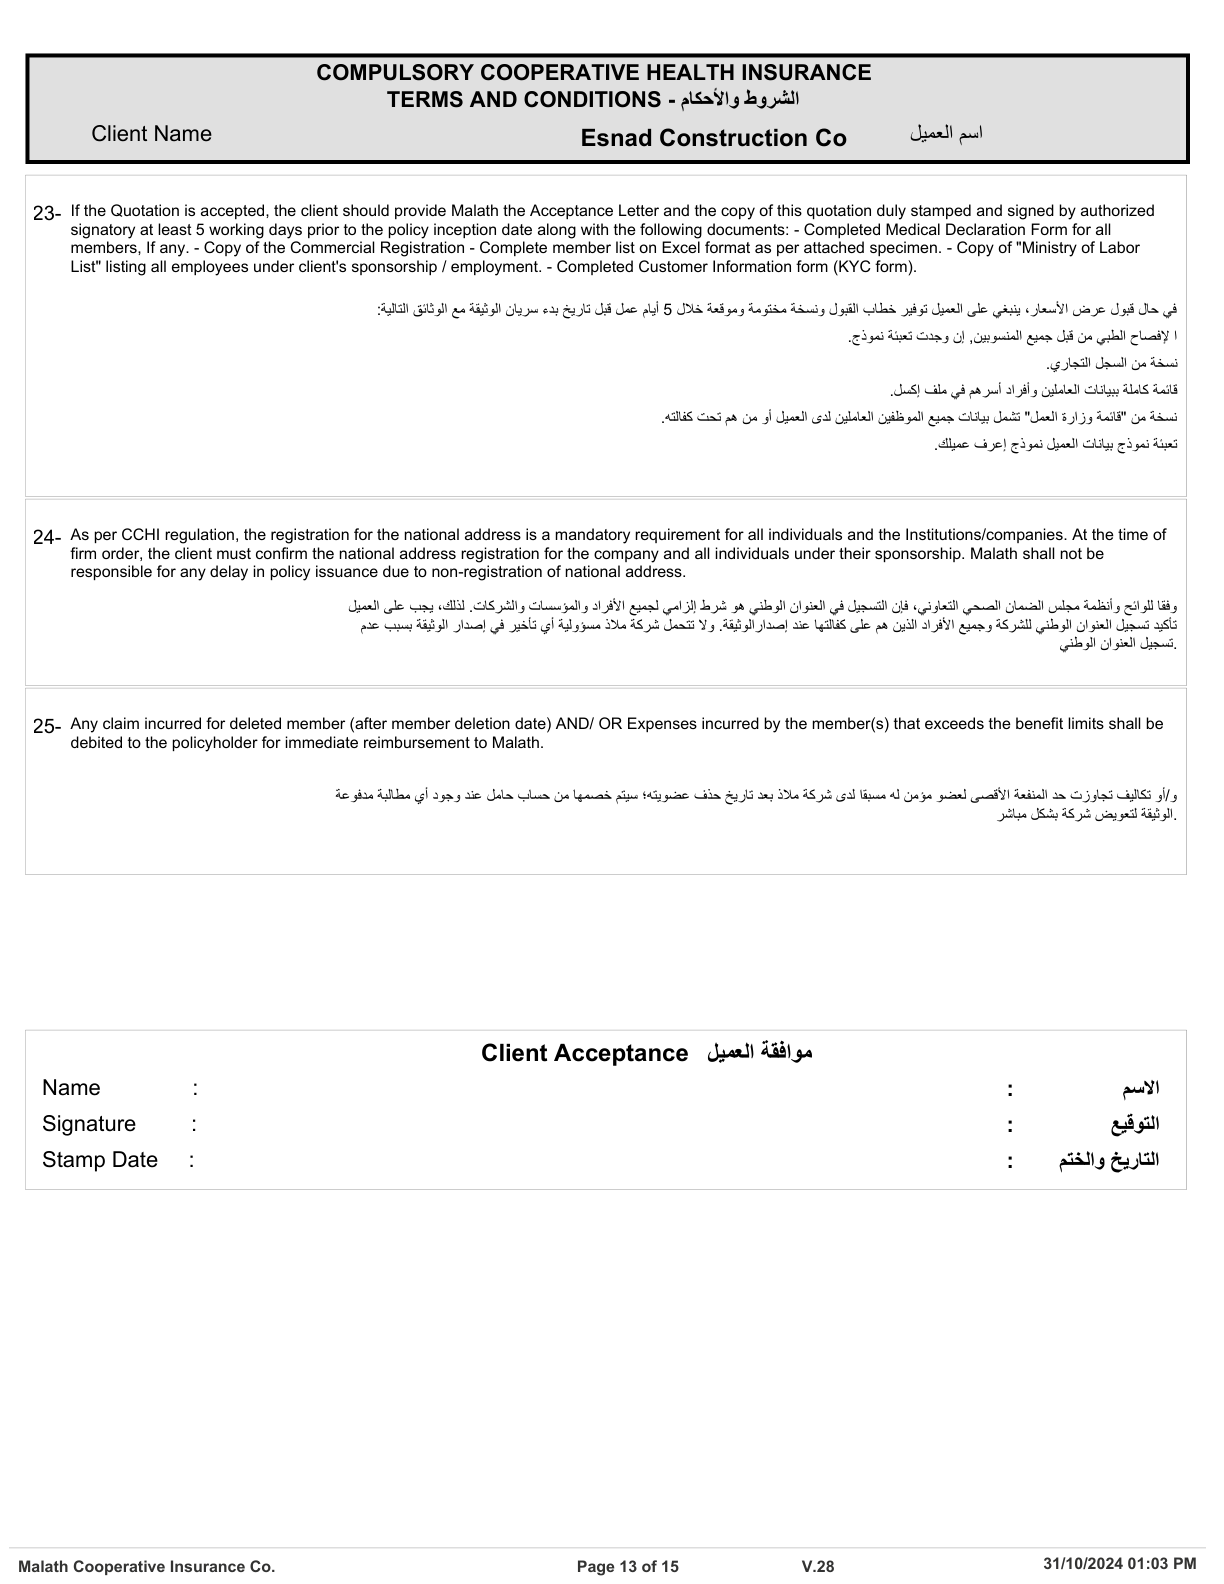 COMPULSORY COOPERATIVE HEALTH INSURANCE
TERMS AND CONDITIONS - الشروط والأحكام
Client Name Esnad Construction Co اسم العميل
23- If the Quotation is accepted, the client should provide Malath the Acceptance Letter and the copy of this quotation duly stamped and signed by authorized
signatory at least 5 working days prior to the policy inception date along with the following documents: - Completed Medical Declaration Form for all
members, If any. - Copy of the Commercial Registration - Complete member list on Excel format as per attached specimen. - Copy of "Ministry of Labor
List" listing all employees under client's sponsorship / employment. - Completed Customer Information form (KYC form).
في حال قبول عرض الأسعار، ينبغي على العميل توفير خطاب القبول ونسخة مختومة وموقعة خلال 5 أيام عمل قبل تاريخ بدء سريان الوثيقة مع الوثائق التالية:
ا لإفصاح الطبي من قبل جميع المنسوبين, إن وجدت تعبئة نموذج.
نسخة من السجل التجاري.
قائمة كاملة ببيانات العاملين وأفراد أسرهم في ملف إكسل.
نسخة من "قائمة وزارة العمل" تشمل بيانات جميع الموظفين العاملين لدى العميل أو من هم تحت كفالته.
تعبئة نموذج بيانات العميل نموذج إعرف عميلك.
24- As per CCHI regulation, the registration for the national address is a mandatory requirement for all individuals and the Institutions/companies. At the time of
firm order, the client must confirm the national address registration for the company and all individuals under their sponsorship. Malath shall not be
responsible for any delay in policy issuance due to non-registration of national address.
وفقا للوائح وأنظمة مجلس الضمان الصحي التعاوني، فإن التسجيل في العنوان الوطني هو شرط إلزامي لجميع الأفراد والمؤسسات والشركات. لذلك، يجب على العميل
تأكيد تسجيل العنوان الوطني للشركة وجميع الأفراد الذين هم على كفالتها عند إصدارالوثيقة. ولا تتحمل شركة ملاذ مسؤولية أي تأخير في إصدار الوثيقة بسبب عدم
.تسجيل العنوان الوطني
25- Any claim incurred for deleted member (after member deletion date) AND/ OR Expenses incurred by the member(s) that exceeds the benefit limits shall be
debited to the policyholder for immediate reimbursement to Malath.
و/أو تكاليف تجاوزت حد المنفعة الأقصى لعضو مؤمن له مسبقا لدى شركة ملاذ بعد تاريخ حذف عضويته؛ سيتم خصمها من حساب حامل عند وجود أي مطالبة مدفوعة
.الوثيقة لتعويض شركة بشكل مباشر
Client Acceptance موافقة العميل
Name : : الاسم
Signature : : التوقيع
Stamp Date : : التاريخ والختم
Malath Cooperative Insurance Co. Page 13 of 15 V.28 31/10/2024 01:03 PM